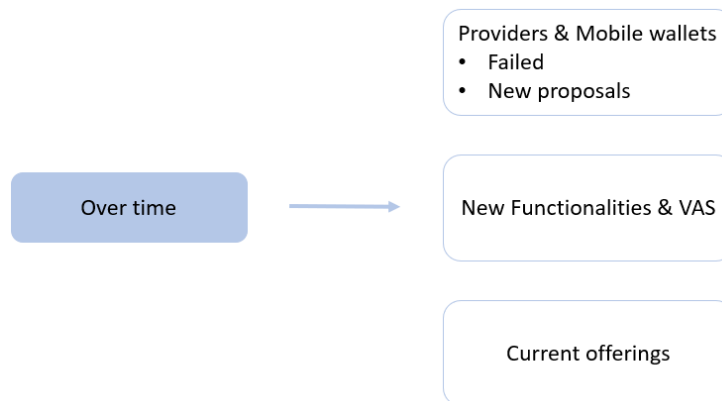 Providers & Mobile wallets
• Failed
• New proposals
Over time
New Functionalities & VAS
Current offerings